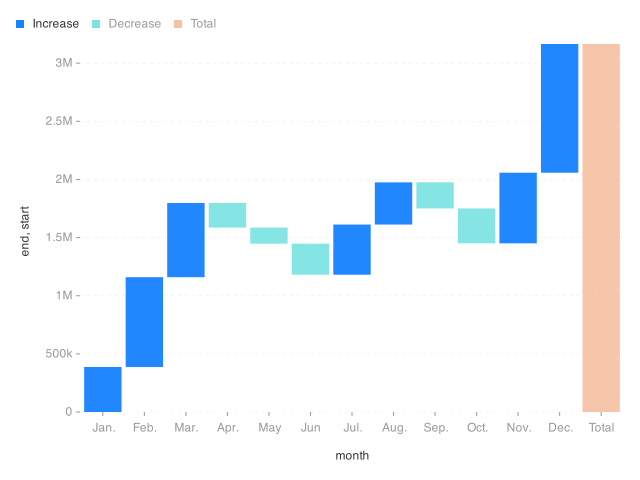 Increase Decrease Total
3M
2.5M
2M
1.5M
1M
500k
0
end, start
Jan. Feb. Mar. Apr. May Jun Jul. Aug. Sep. Oct. Nov. Dec. Total
month